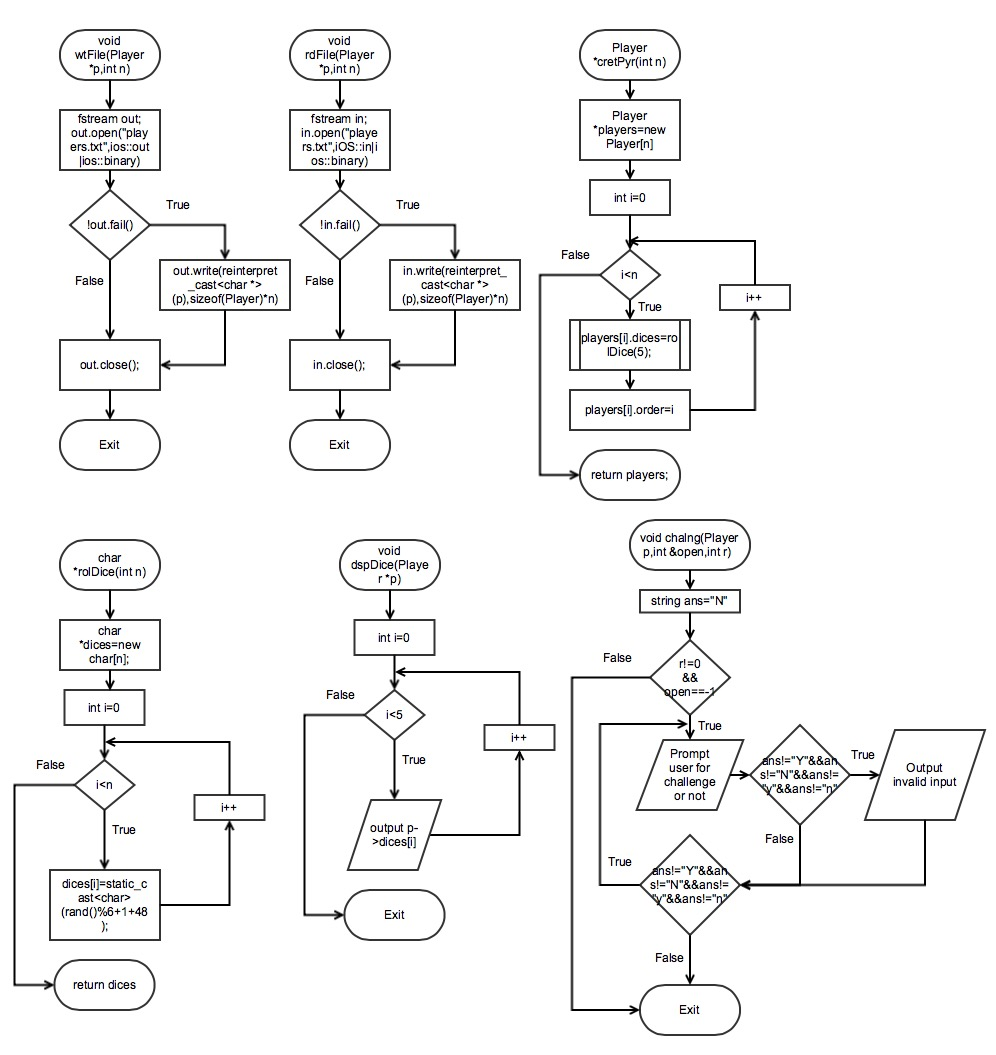 void
wtFile(Player
*p,int n)
fstream out;
out.open("play
ers.txt",ios::out
|ios::binary)
!out.fail()
True
False
out.write(reinterpret
_cast<char *>
(p),sizeof(Player)*n)
out.close();
Exit
void
rdFile(Player
*p,int n)
fstream in;
in.open("playe
rs.txt",iOS::in|i
os::binary)
!in.fail()
True
False
in.write(reinterpret_
cast<char *>
(p),sizeof(Player)*n)
in.close();
Exit
Player
*cretPyr(int n)
Player
*players=new
Player[n]
int i=0
False
i<n
True
i++
players[i].dices=ro
lDice(5);
players[i].order=i
return players;
char
*rolDice(int n)
char
*dices=new
char[n];
int i=0
False
i<n
True
i++
dices[i]=static_c
ast<char>
(rand()%6+1+48
);
return dices
void
dspDice(Playe
r *p)
int i=0
False
i<5
True
i++
output p-
>dices[i]
Exit
void chalng(Player
p,int &open,int r)
string ans="N"
False
r!=0
&&
open==-1
True
Prompt
user for
challenge
or not
ans!="Y"&&an
s!="N"&&ans!=
"y"&&ans!="n"
True
Output
invalid input
False
True
ans!="Y"&&an
s!="N"&&ans!=
"y"&&ans!="n"
False
Exit